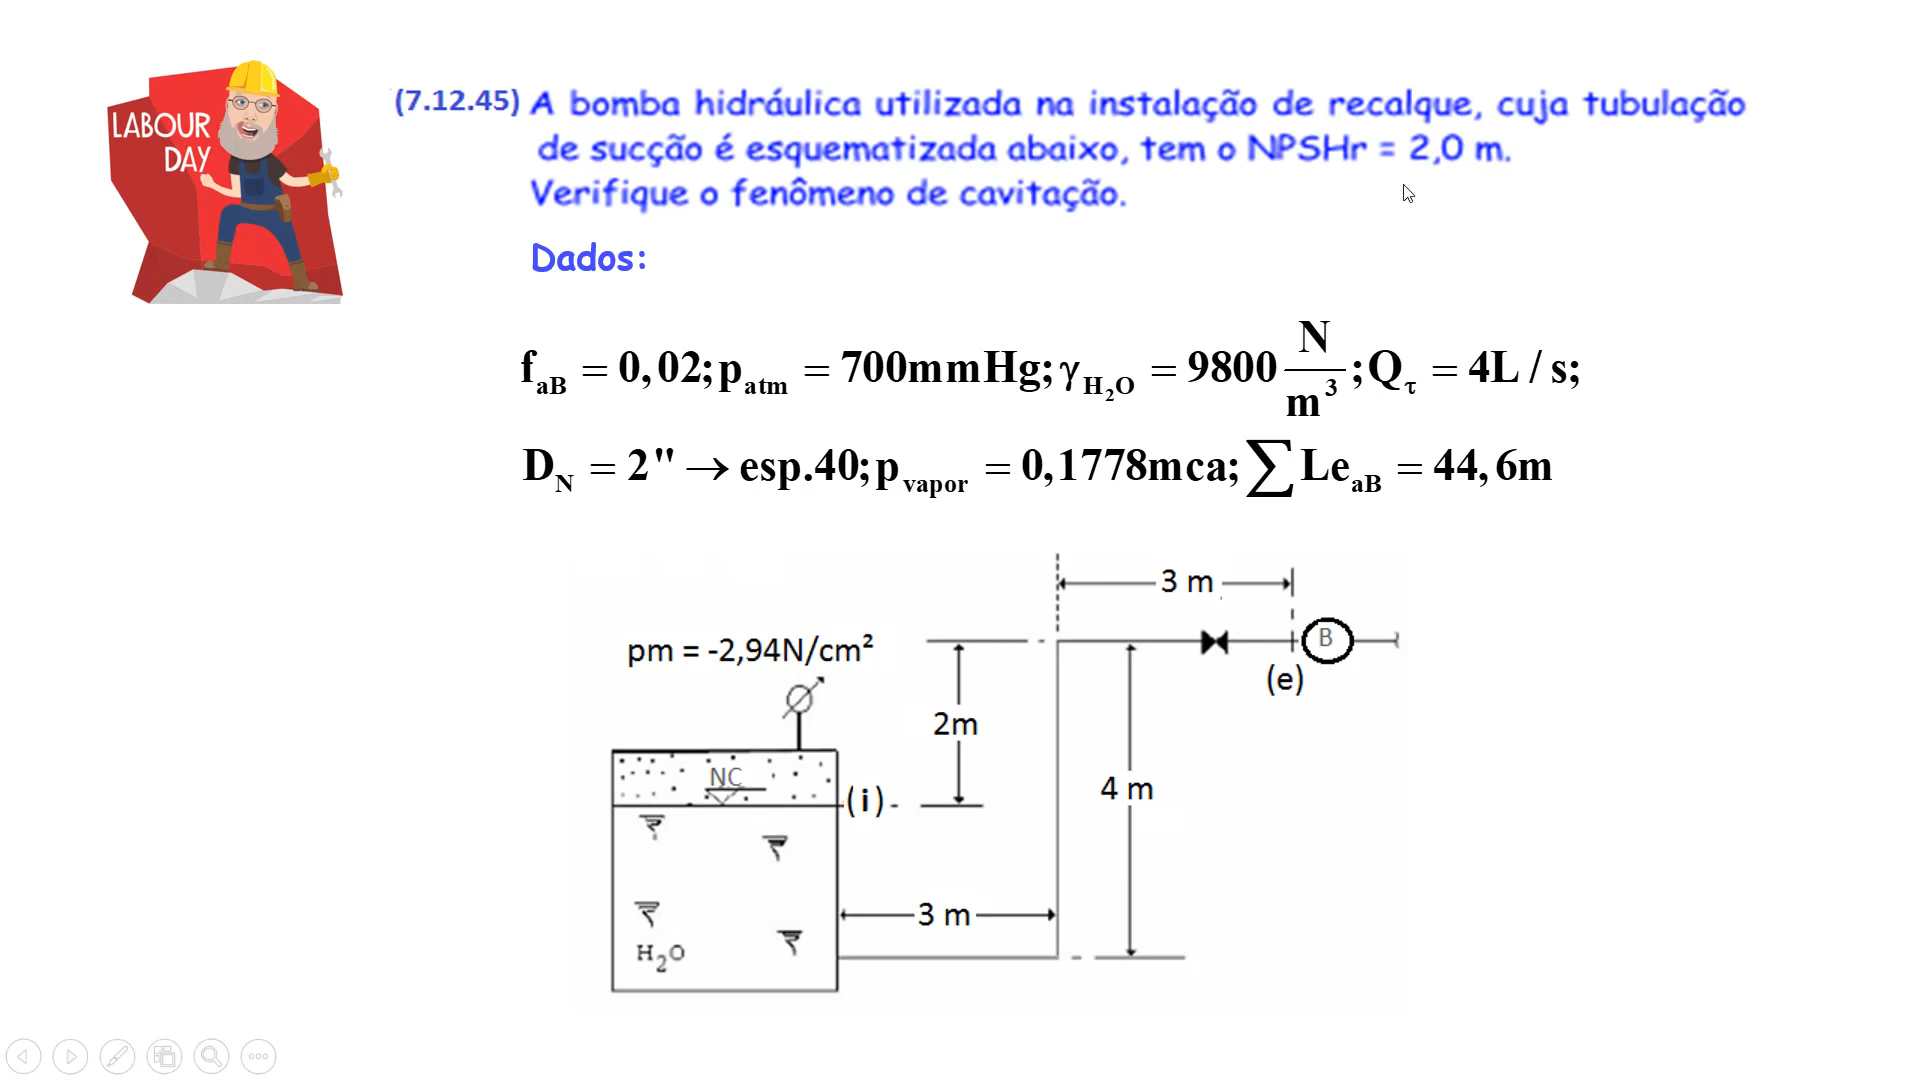 LABOUR
DAY
(7.12.45) A bomba hidráulica utilizada na instalação de recalque, cuja tubulação
de sucção é esquematizada abaixo, tem o NPSHr = 2,0 m.
Verifique o fenômeno de cavitação.
Dados:
f_aB = 0,02; p_atm = 700mmHg; γ_H₂O = 9800 N/m³; Q_τ = 4L / s;
D_N = 2" → esp.40; p_vapor = 0,1778mca; ∑ Le_aB = 44,6m
3 m
pm = -2,94N/cm²
B
(e)
2m
NC
(i)
4 m
3 m
H₂O